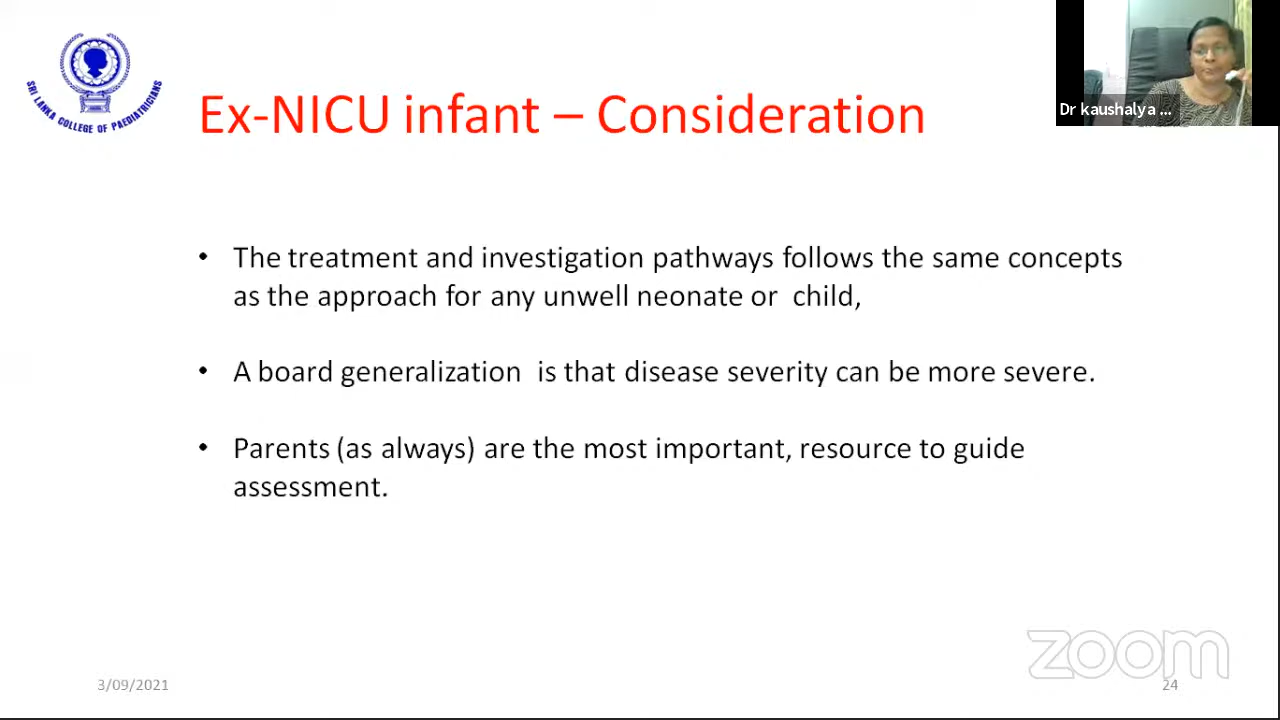 SRI LANKA COLLEGE OF PAEDIATRICIANS
Dr kaushalya ...
Ex-NICU infant – Consideration
• The treatment and investigation pathways follows the same concepts
as the approach for any unwell neonate or child,
• A board generalization is that disease severity can be more severe.
• Parents (as always) are the most important, resource to guide
assessment.
zoom
3/09/2021
24